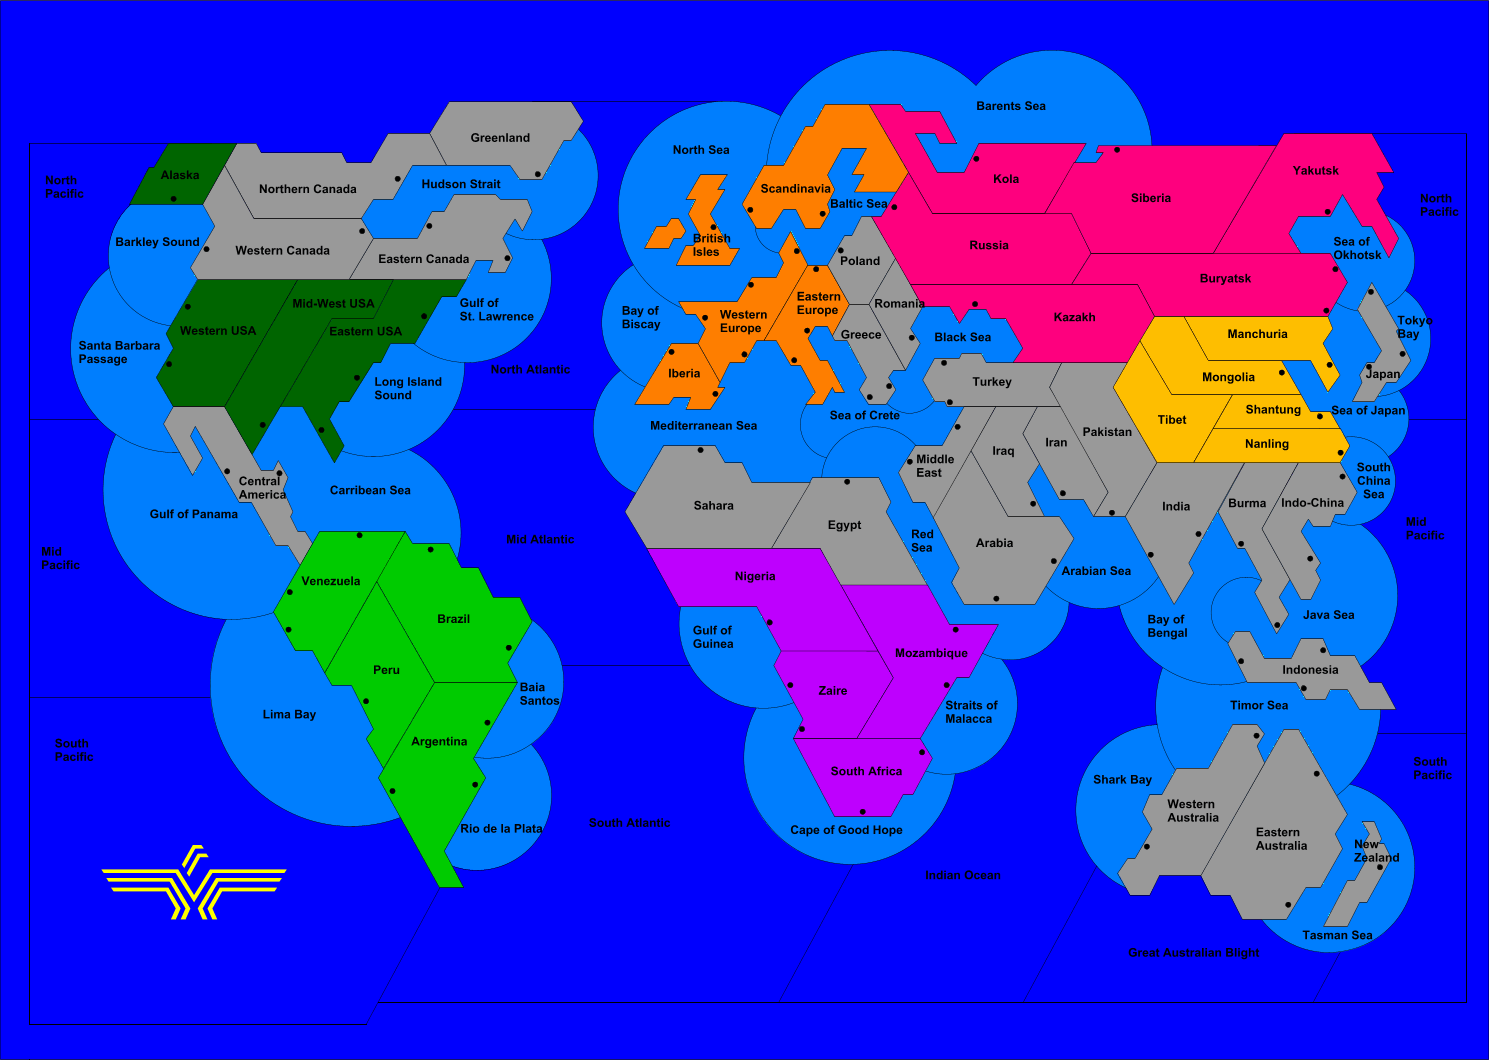 Barents Sea
Greenland
North Sea
Alaska
Yakutsk
Hudson Strait
Kola
North
Pacific
Northern Canada
Scandinavia
Siberia
North
Pacific
Baltic Sea
Barkley Sound
Western Canada
British
Isles
Russia
Sea of
Okhotsk
Eastern Canada
Poland
Buryatsk
Mid-West USA
Gulf of
St. Lawrence
Bay of
Biscay
Western
Europe
Eastern
Europe
Romania
Kazakh
Tokyo
Bay
Western USA
Eastern USA
Greece
Black Sea
Manchuria
Santa Barbara
Passage
North Atlantic
Iberia
Turkey
Mongolia
Japan
Long Island
Sound
Mediterranean Sea
Sea of Crete
Tibet
Shantung
Sea of Japan
Pakistan
Iran
Iraq
Nanling
Middle
East
South
China
Sea
Central
America
Carribean Sea
Gulf of Panama
Sahara
Egypt
India
Burma
Indo-China
Mid
Pacific
Mid Atlantic
Red
Sea
Arabia
Mid
Pacific
Arabian Sea
Venezuela
Nigeria
Brazil
Gulf of
Guinea
Bay of
Bengal
Java Sea
Mozambique
Peru
Indonesia
Zaire
Baia
Santos
Lima Bay
Straits of
Malacca
Timor Sea
Argentina
South
Pacific
South Africa
South
Pacific
Shark Bay
Western
Australia
Rio de la Plata
South Atlantic
Cape of Good Hope
Eastern
Australia
New
Zealand
Indian Ocean
Tasman Sea
Great Australian Blight